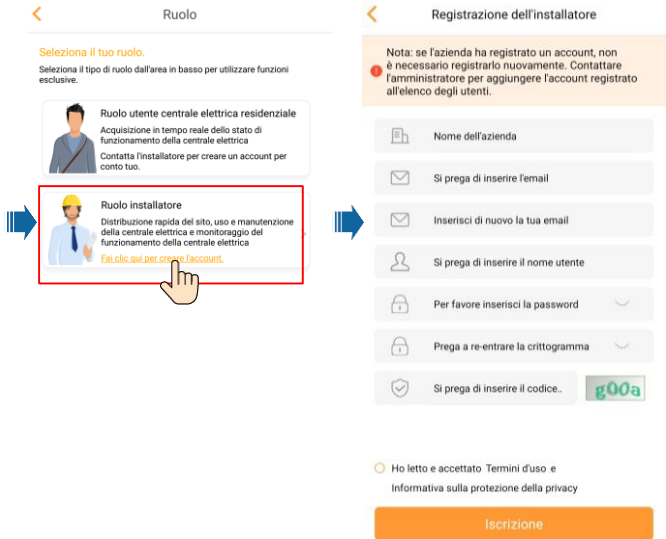 Ruolo
Seleziona il tuo ruolo.
Seleziona il tipo di ruolo dall'area in basso per utilizzare funzioni
esclusive.
Ruolo utente centrale elettrica residenziale
Acquisizione in tempo reale dello stato di
funzionamento della centrale elettrica
Contatta l'installatore per creare un account per
conto tuo.
Ruolo installatore
Distribuzione rapida del sito, uso e manutenzione
della centrale elettrica e monitoraggio del
funzionamento della centrale elettrica
Fai clic qui per creare l'account.
Registrazione dell'installatore
Nota: se l'azienda ha registrato un account, non
è necessario registrarlo nuovamente. Contattare
l'amministratore per aggiungere l'account registrato
all'elenco degli utenti.
Nome dell'azienda
Si prega di inserire l'email
Inserisci di nuovo la tua email
Si prega di inserire il nome utente
Per favore inserisci la password
Prega a re-entrare la crittogramma
Si prega di inserire il codice..
g00a
Ho letto e accettato Termini d'uso e
Informativa sulla protezione della privacy
Iscrizione